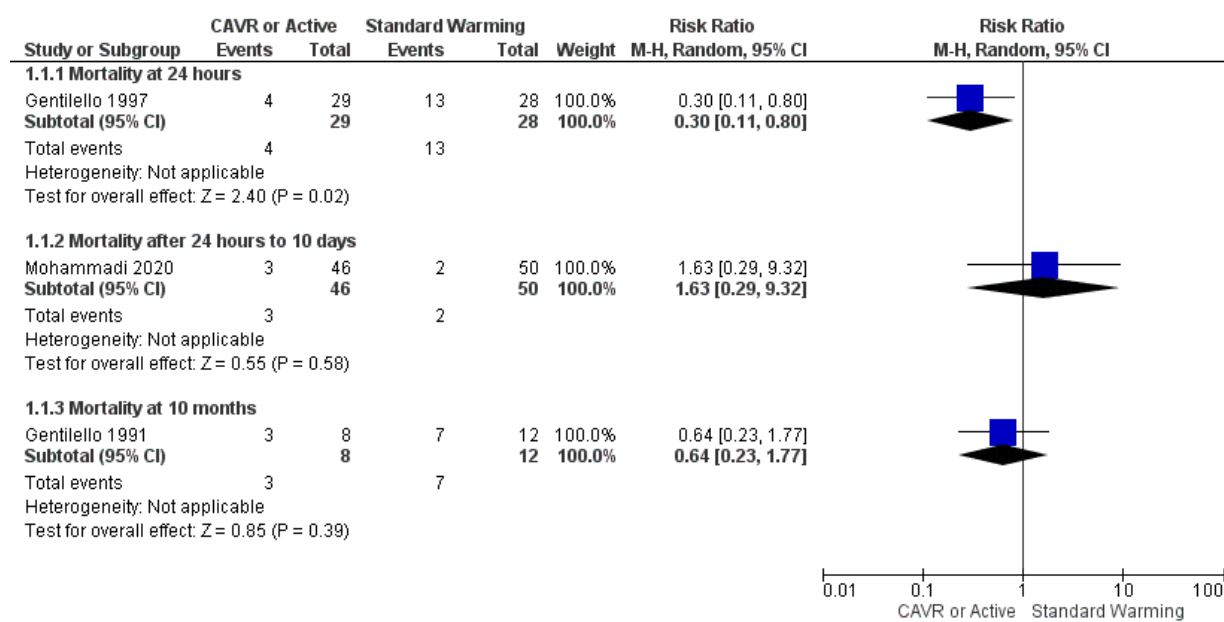 CAVR or Active Standard Warming Risk Ratio Risk Ratio
Study or Subgroup Events Total Events Total Weight M-H, Random, 95% CI M-H, Random, 95% CI
1.1.1 Mortality at 24 hours
Gentilello 1997 4 29 13 28 100.0% 0.30 [0.11, 0.80]
Subtotal (95% CI) 29 28 100.0% 0.30 [0.11, 0.80]
Total events 4 13
Heterogeneity: Not applicable
Test for overall effect: Z = 2.40 (P = 0.02)
1.1.2 Mortality after 24 hours to 10 days
Mohammadi 2020 3 46 2 50 100.0% 1.63 [0.29, 9.32]
Subtotal (95% CI) 46 50 100.0% 1.63 [0.29, 9.32]
Total events 3 2
Heterogeneity: Not applicable
Test for overall effect: Z = 0.55 (P = 0.58)
1.1.3 Mortality at 10 months
Gentilello 1991 3 8 7 12 100.0% 0.64 [0.23, 1.77]
Subtotal (95% CI) 8 12 100.0% 0.64 [0.23, 1.77]
Total events 3 7
Heterogeneity: Not applicable
Test for overall effect: Z = 0.85 (P = 0.39)
0.01 0.1 1 10 100
CAVR or Active Standard Warming